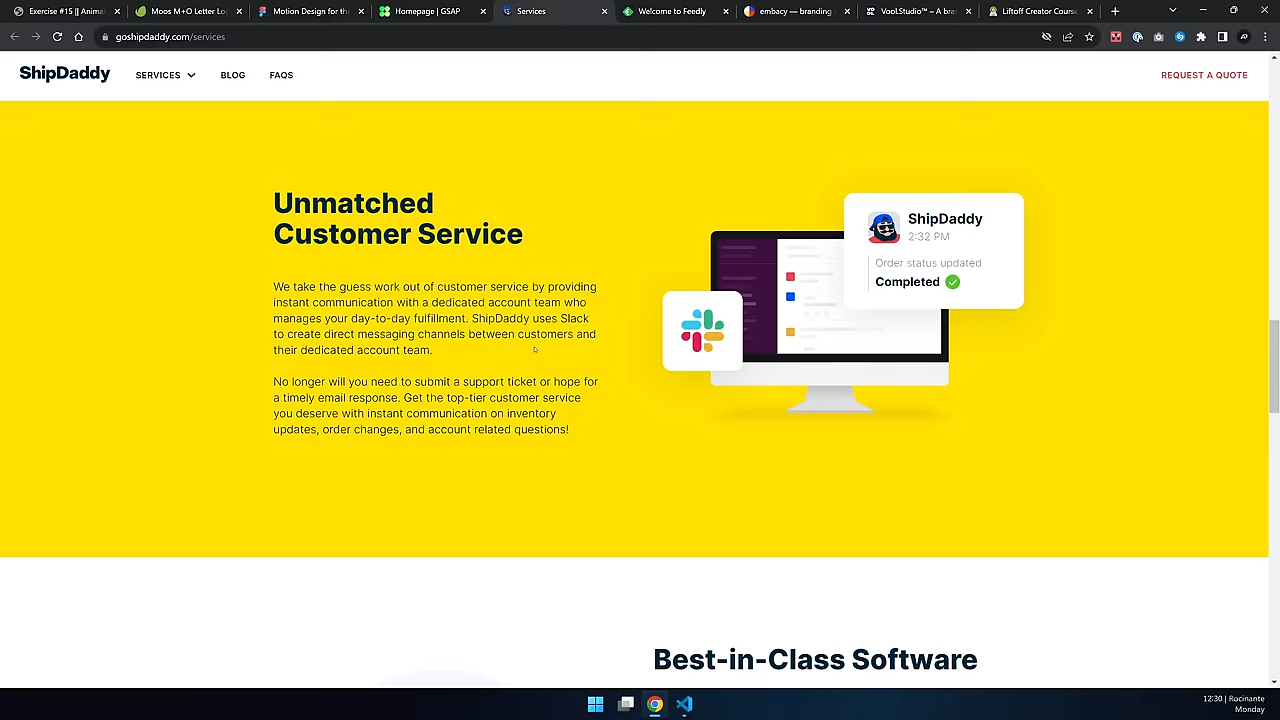 Exercise #15 || Animat
Moos M+O Letter Lo
Motion Design for the
Homepage | GSAP
Services
Welcome to Feedly
embacy — branding
VoolStudio™ – A bra
Liftoff Creator Course
goshipdaddy.com/services
ShipDaddy
SERVICES
BLOG
FAQS
REQUEST A QUOTE
Unmatched
Customer Service
We take the guess work out of customer service by providing
instant communication with a dedicated account team who
manages your day-to-day fulfillment. ShipDaddy uses Slack
to create direct messaging channels between customers and
their dedicated account team.
No longer will you need to submit a support ticket or hope for
a timely email response. Get the top-tier customer service
you deserve with instant communication on inventory
updates, order changes, and account related questions!
ShipDaddy
2:32 PM
Order status updated
Completed
Best-in-Class Software
12:30 | Rocinante
Monday